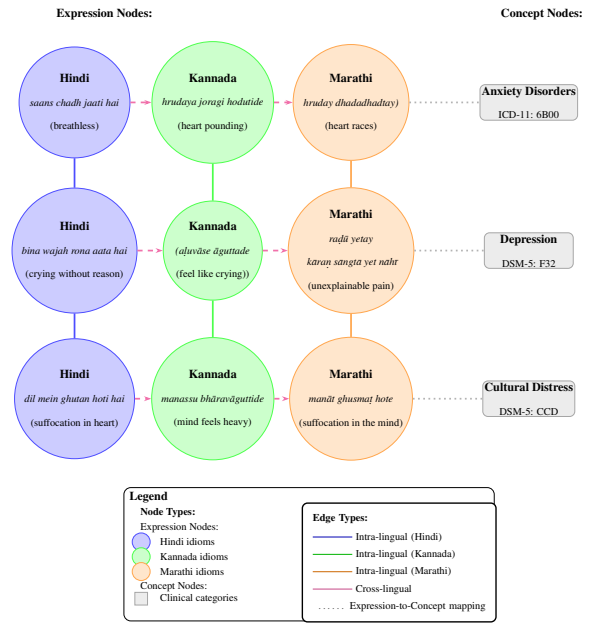 Expression Nodes:
Concept Nodes:
Hindi
saans chadh jaati hai
(breathless)
Kannada
hrudaya joragi hodutide
(heart pounding)
Marathi
hruday dhadadhadtay)
(heart races)
Anxiety Disorders
ICD-11: 6B00
Hindi
bina wajah rona aata hai
(crying without reason)
Kannada
(aḷuvāse āguttade
(feel like crying))
Marathi
raḍū yetay
kāraṇ sāṅgtā yet nāhī
(unexplainable pain)
Depression
DSM-5: F32
Hindi
dil mein ghutan hoti hai
(suffocation in heart)
Kannada
manassu bhāravāguttide
(mind feels heavy)
Marathi
manāt ghusmaṭ hote
(suffocation in the mind)
Cultural Distress
DSM-5: CCD
Legend
Node Types:
Expression Nodes:
Hindi idioms
Kannada idioms
Marathi idioms
Concept Nodes:
Clinical categories
Edge Types:
Intra-lingual (Hindi)
Intra-lingual (Kannada)
Intra-lingual (Marathi)
Cross-lingual
Expression-to-Concept mapping